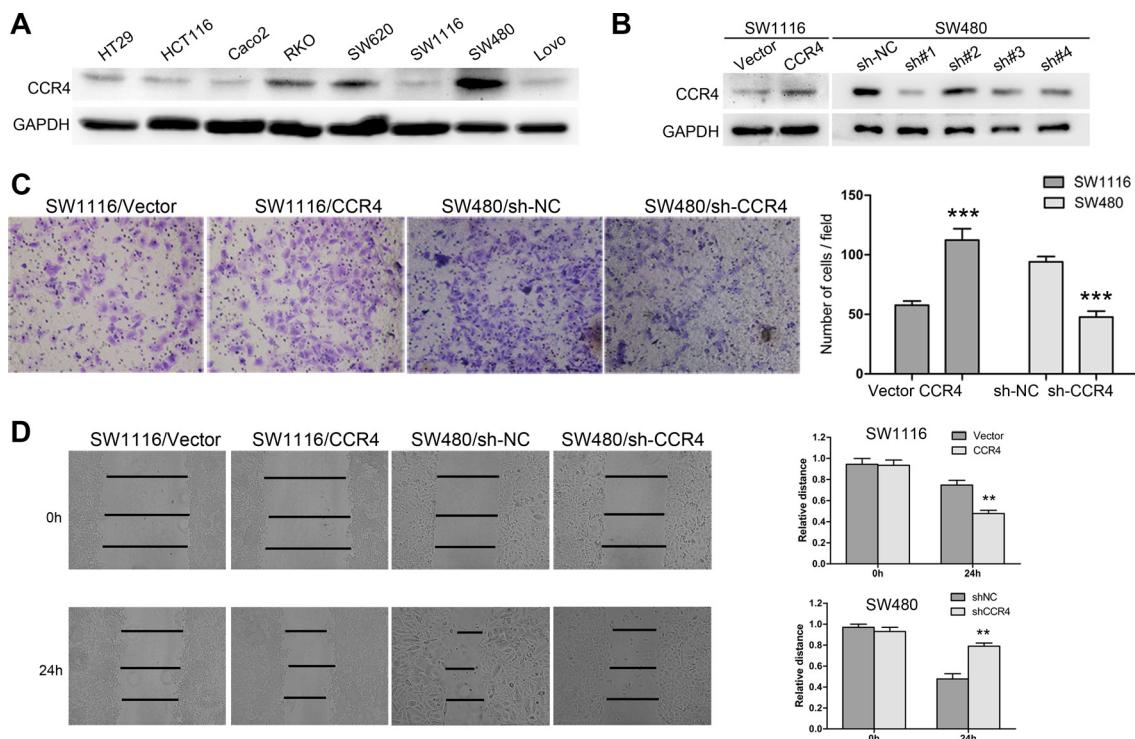 A
HT29 HCT116 Caco2 RKO SW620 SW1116 SW480 Lovo
CCR4
GAPDH
B
SW1116 SW480
Vector CCR4 sh-NC sh#1 sh#2 sh#3 sh#4
CCR4
GAPDH
C
SW1116/Vector SW1116/CCR4 SW480/sh-NC SW480/sh-CCR4
SW1116
SW480
Number of cells / field
150
100
50
0
***
***
Vector CCR4 sh-NC sh-CCR4
D
SW1116/Vector SW1116/CCR4 SW480/sh-NC SW480/sh-CCR4
0h
24h
SW1116
Vector
CCR4
Relative distance
1.2
1.0
0.8
0.6
0.4
0.2
0.0
**
0h 24h
SW480
shNC
shCCR4
Relative distance
1.2
1.0
0.8
0.6
0.4
0.2
0.0
**
0h 24h